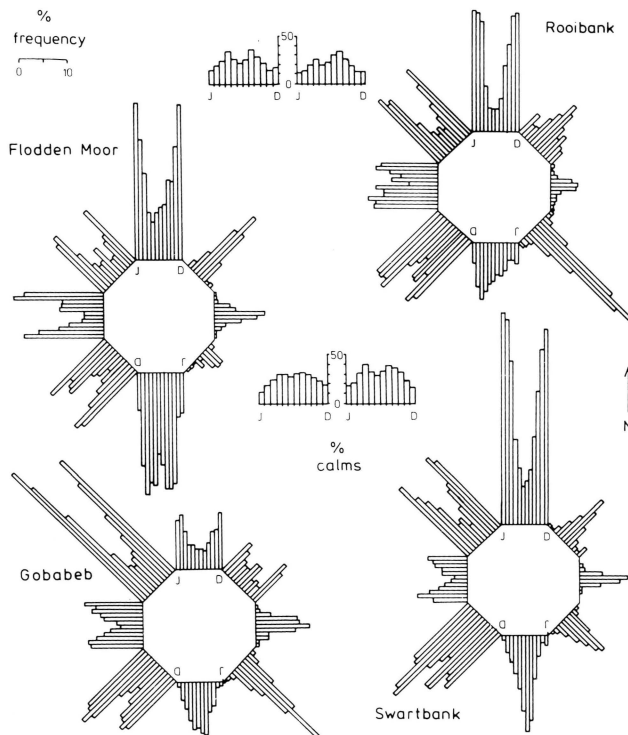 %
frequency
0 10
50
0
J D J D
Rooibank
J D
D J
Flodden Moor
J D
D J
50
0
J D J D
%
calms
N
Gobabeb
J D
D J
Swartbank
J D
D J